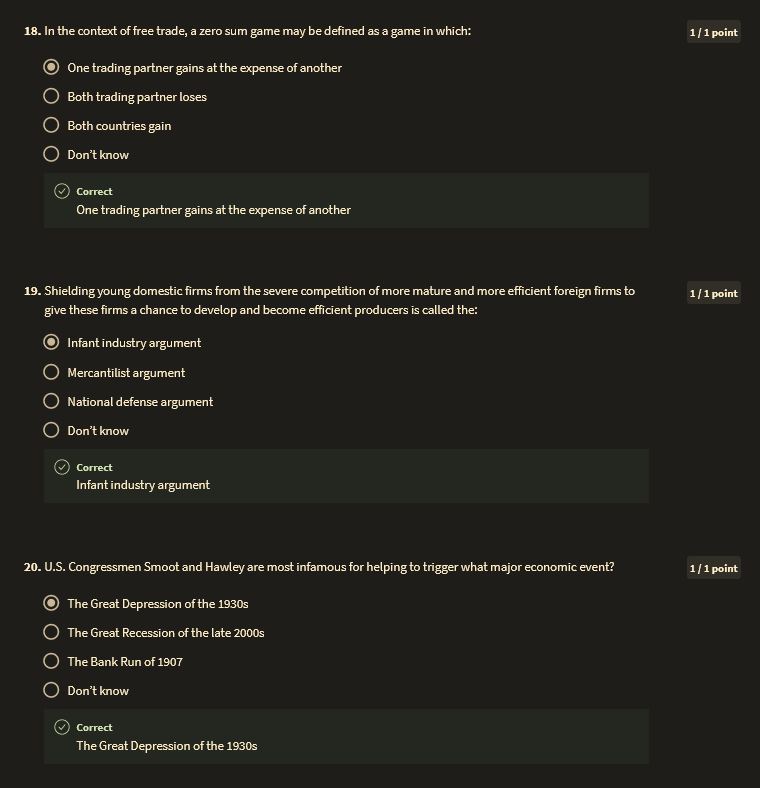 18. In the context of free trade, a zero sum game may be defined as a game in which:
1 / 1 point
One trading partner gains at the expense of another
Both trading partner loses
Both countries gain
Don't know
Correct
One trading partner gains at the expense of another
19. Shielding young domestic firms from the severe competition of more mature and more efficient foreign firms to
give these firms a chance to develop and become efficient producers is called the:
1 / 1 point
Infant industry argument
Mercantilist argument
National defense argument
Don't know
Correct
Infant industry argument
20. U.S. Congressmen Smoot and Hawley are most infamous for helping to trigger what major economic event?
1 / 1 point
The Great Depression of the 1930s
The Great Recession of the late 2000s
The Bank Run of 1907
Don't know
Correct
The Great Depression of the 1930s